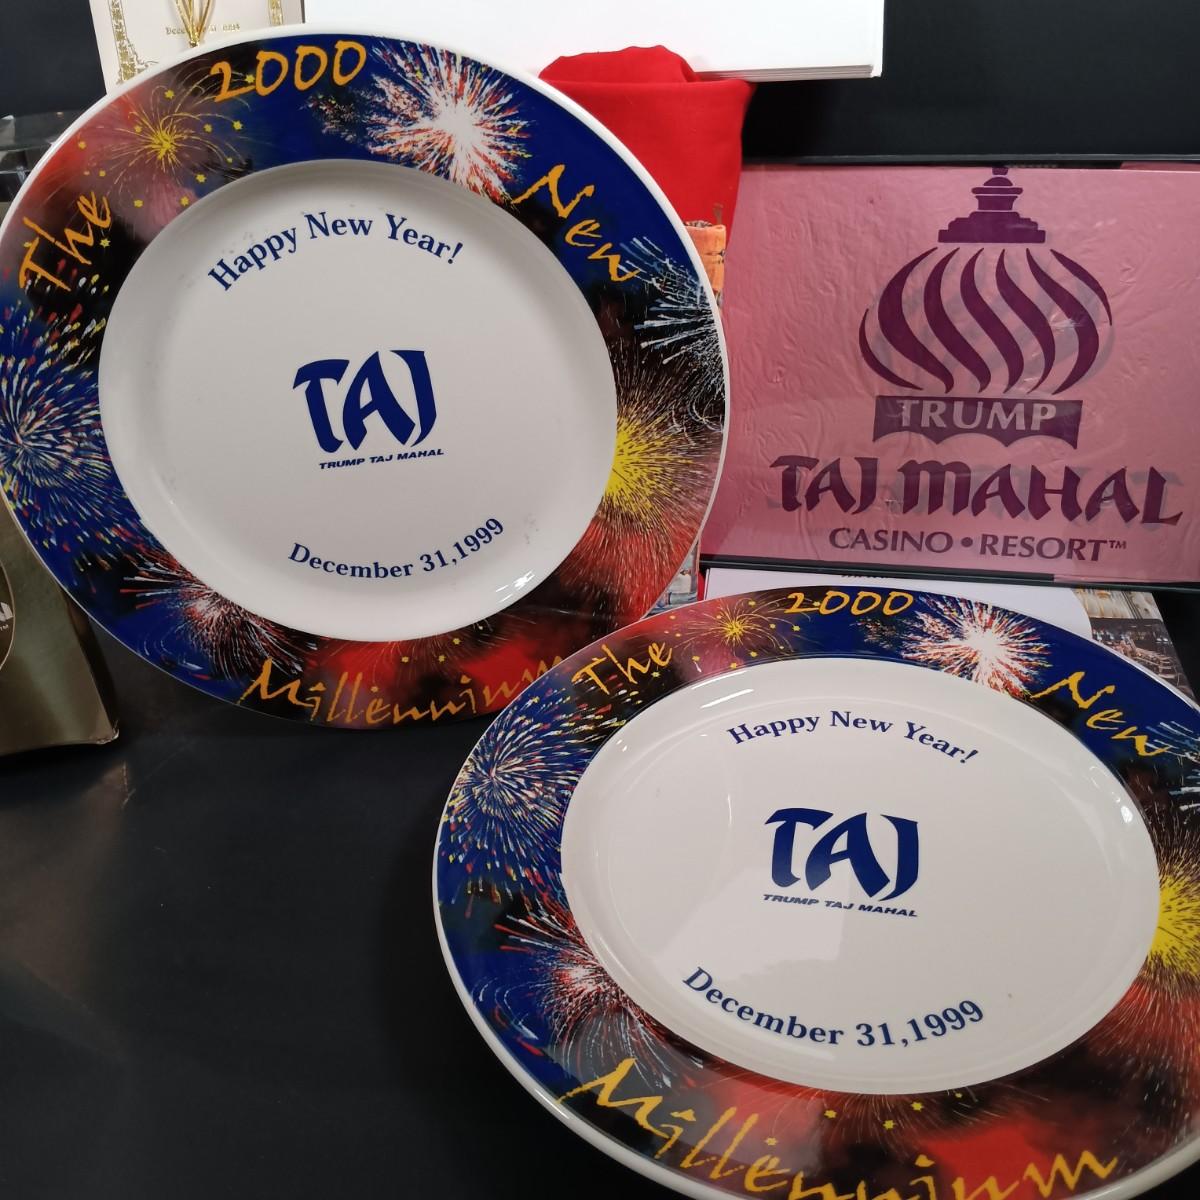 2000
The New
Happy New Year!
TAJ
TRUMP TAJ MAHAL
December 31,1999
Millennium
TRUMP
TAJ MAHAL
CASINO • RESORT™
2000
The New
Happy New Year!
TAJ
TRUMP TAJ MAHAL
December 31,1999
Millennium